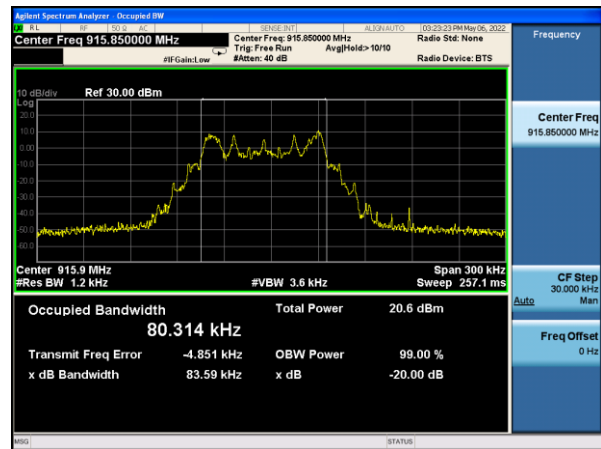 Agilent Spectrum Analyzer - Occupied BW
RL RF 50 Ω AC SENSE:INT ALIGNAUTO 03:23:23 PM May 06, 2022
Center Freq 915.850000 MHz
Center Freq: 915.850000 MHz
Radio Std: None
Trig: Free Run Avg|Hold:> 10/10
#IFGain:Low #Atten: 40 dB Radio Device: BTS
10 dB/div Ref 30.00 dBm
Log
20.0
10.0
0.00
-10.0
-20.0
-30.0
-40.0
-50.0
-60.0
Center 915.9 MHz Span 300 kHz
#Res BW 1.2 kHz #VBW 3.6 kHz Sweep 257.1 ms
Occupied Bandwidth Total Power 20.6 dBm
80.314 kHz
Transmit Freq Error -4.851 kHz OBW Power 99.00 %
x dB Bandwidth 83.59 kHz x dB -20.00 dB
Frequency
Center Freq
915.850000 MHz
CF Step
30.000 kHz
Auto Man
Freq Offset
0 Hz
MSG STATUS